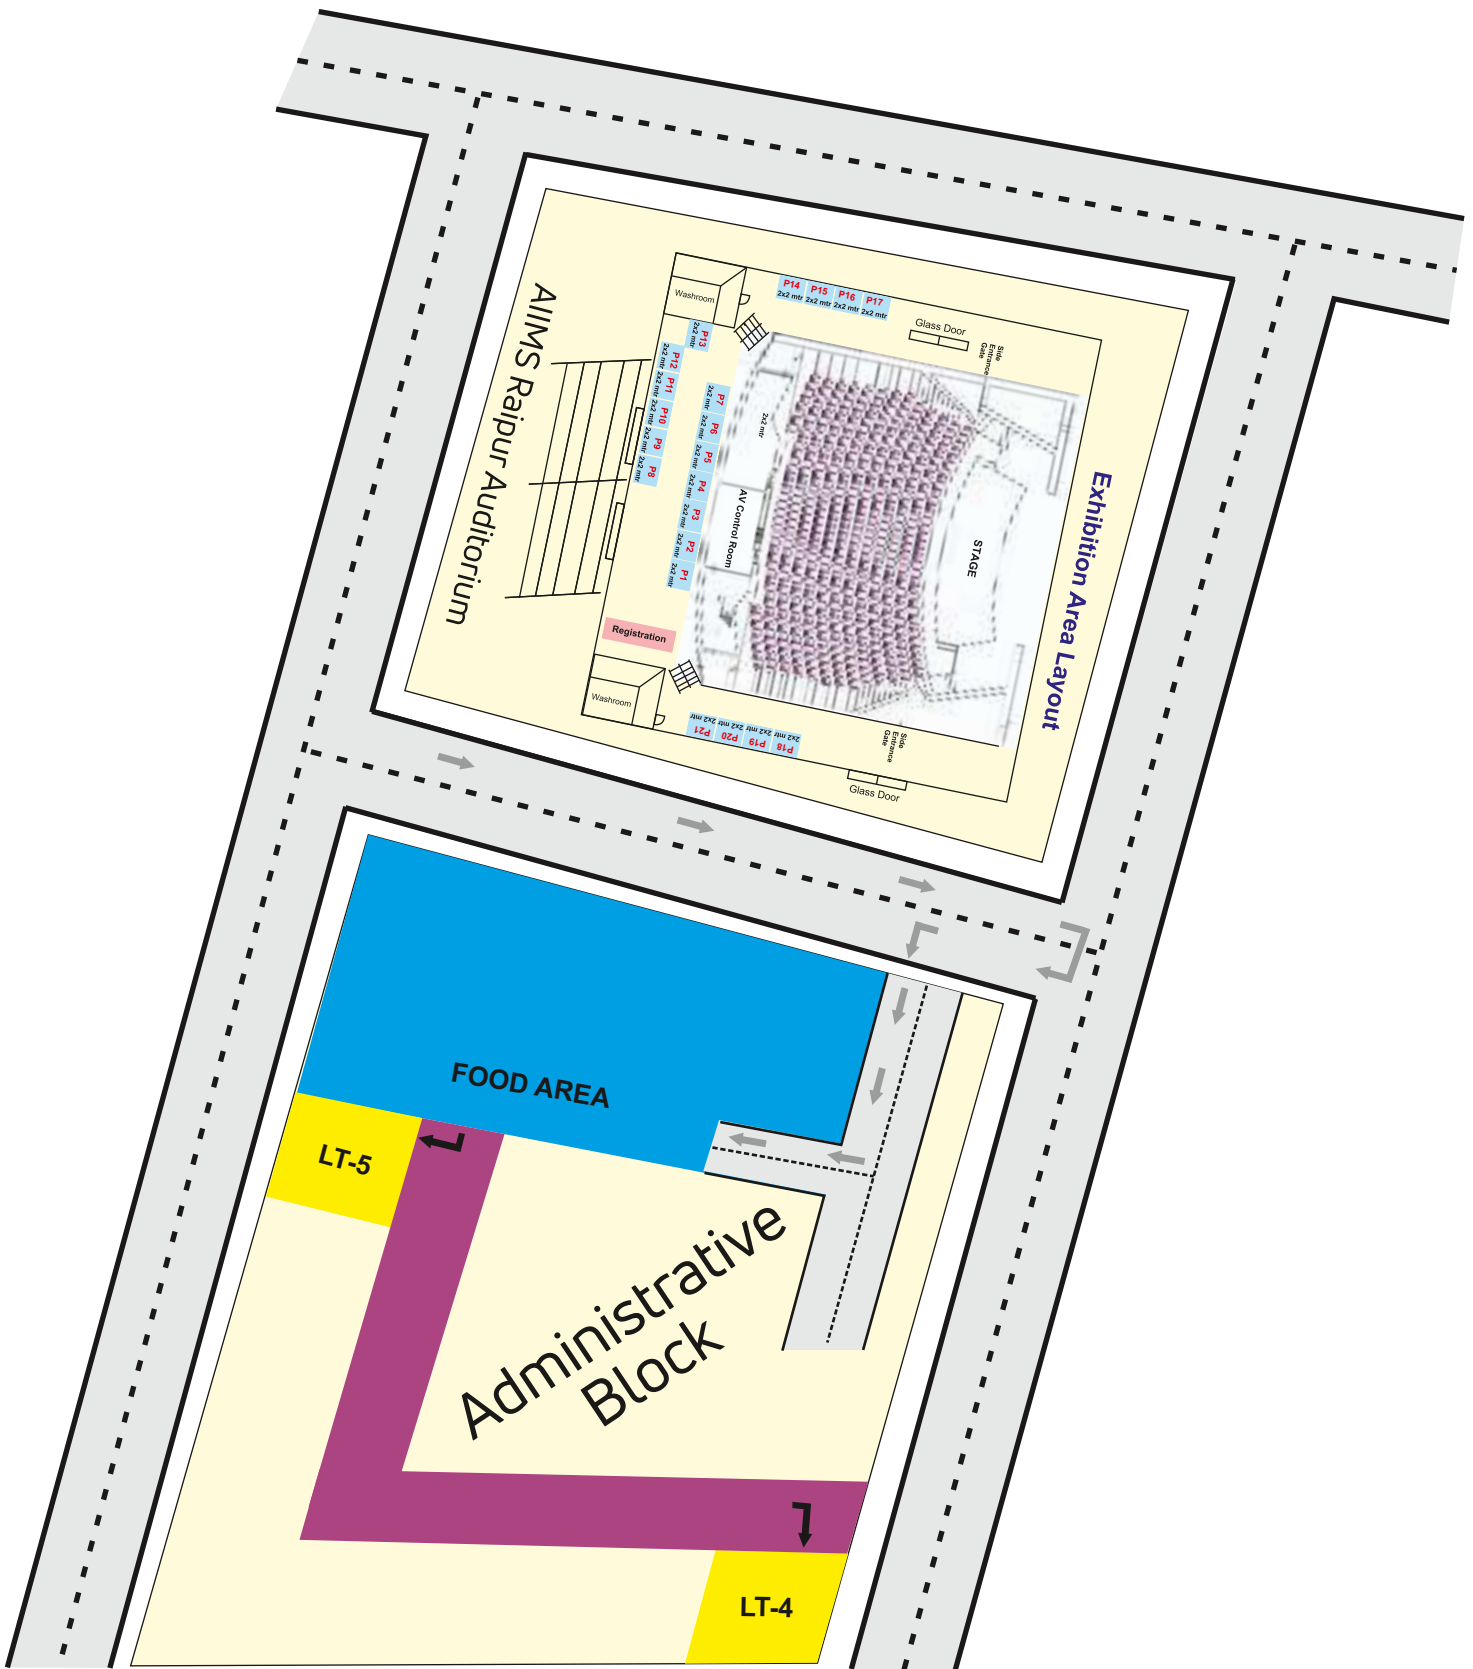 AIIMS Raipur Auditorium
Exhibition Area Layout
Washroom
P14
2x2 mtr
P15
2x2 mtr
P16
2x2 mtr
P17
2x2 mtr
Glass Door
Side
Entrance
Gate
P13
2x2 mtr
P12
2x2 mtr
P11
2x2 mtr
P10
2x2 mtr
P9
2x2 mtr
P8
2x2 mtr
P7
2x2 mtr
P6
2x2 mtr
P5
2x2 mtr
P4
2x2 mtr
P3
2x2 mtr
P2
2x2 mtr
P1
2x2 mtr
2x2 mtr
AV Control Room
STAGE
Registration
Washroom
P21
2x2 mtr
P20
2x2 mtr
P19
2x2 mtr
P18
2x2 mtr
Side
Entrance
Gate
Glass Door
FOOD AREA
LT-5
Administrative
Block
LT-4